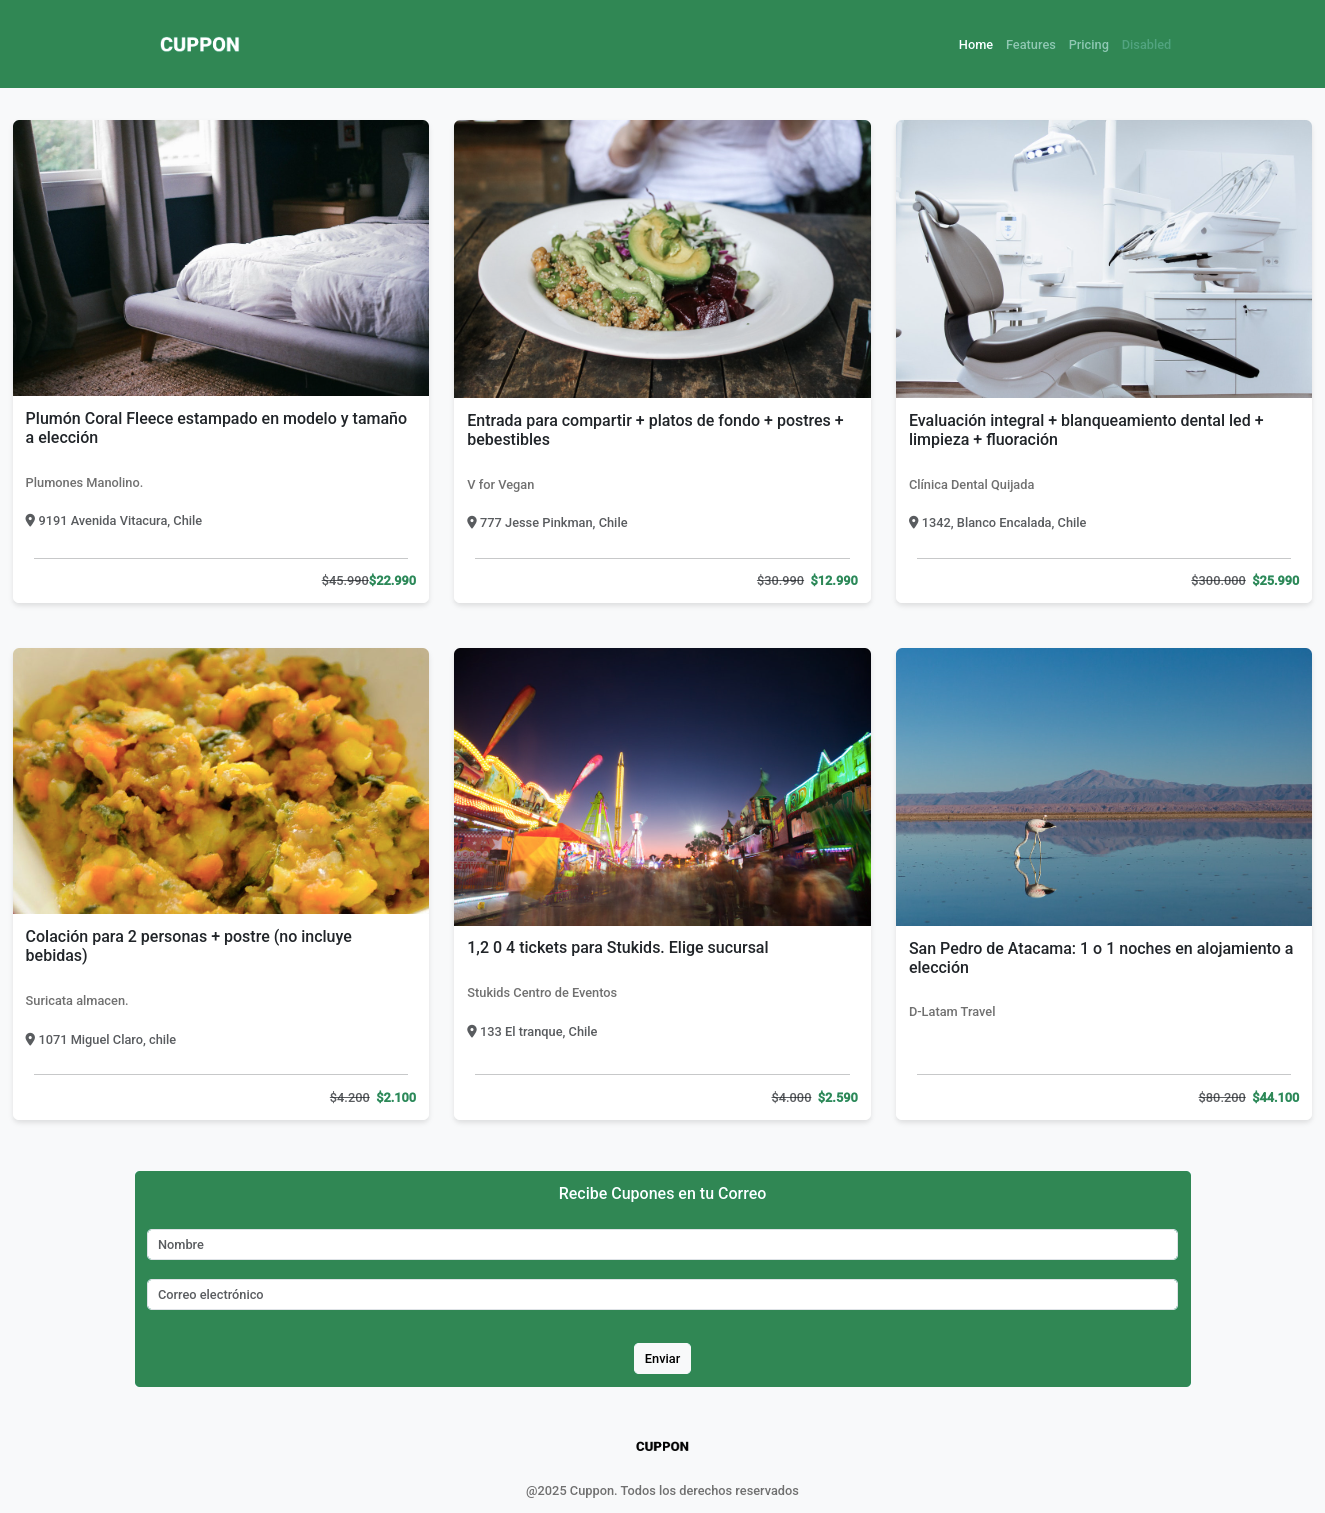 CUPPON
Home Features Pricing Disabled
Plumón Coral Fleece estampado en modelo y tamaño
a elección
Plumones Manolino.
9191 Avenida Vitacura, Chile
$45.990$22.990
Entrada para compartir + platos de fondo + postres +
bebestibles
V for Vegan
777 Jesse Pinkman, Chile
$30.990 $12.990
Evaluación integral + blanqueamiento dental led +
limpieza + fluoración
Clínica Dental Quijada
1342, Blanco Encalada, Chile
$300.000 $25.990
Colación para 2 personas + postre (no incluye
bebidas)
Suricata almacen.
1071 Miguel Claro, chile
$4.200 $2.100
1,2 0 4 tickets para Stukids. Elige sucursal
Stukids Centro de Eventos
133 El tranque, Chile
$4.000 $2.590
San Pedro de Atacama: 1 o 1 noches en alojamiento a
elección
D-Latam Travel
$80.200 $44.100
Recibe Cupones en tu Correo
Nombre
Correo electrónico
Enviar
CUPPON
@2025 Cuppon. Todos los derechos reservados